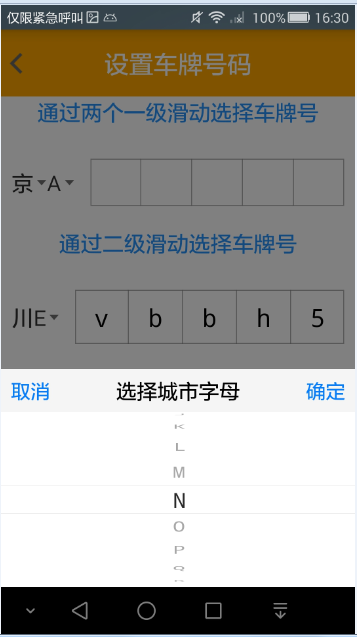 仅限紧急呼叫 100% 16:30
设置车牌号码
通过两个一级滑动选择车牌号
京 A
通过二级滑动选择车牌号
川E v b b h 5
取消 选择城市字母 确定
K
L
M
N
O
P
Q